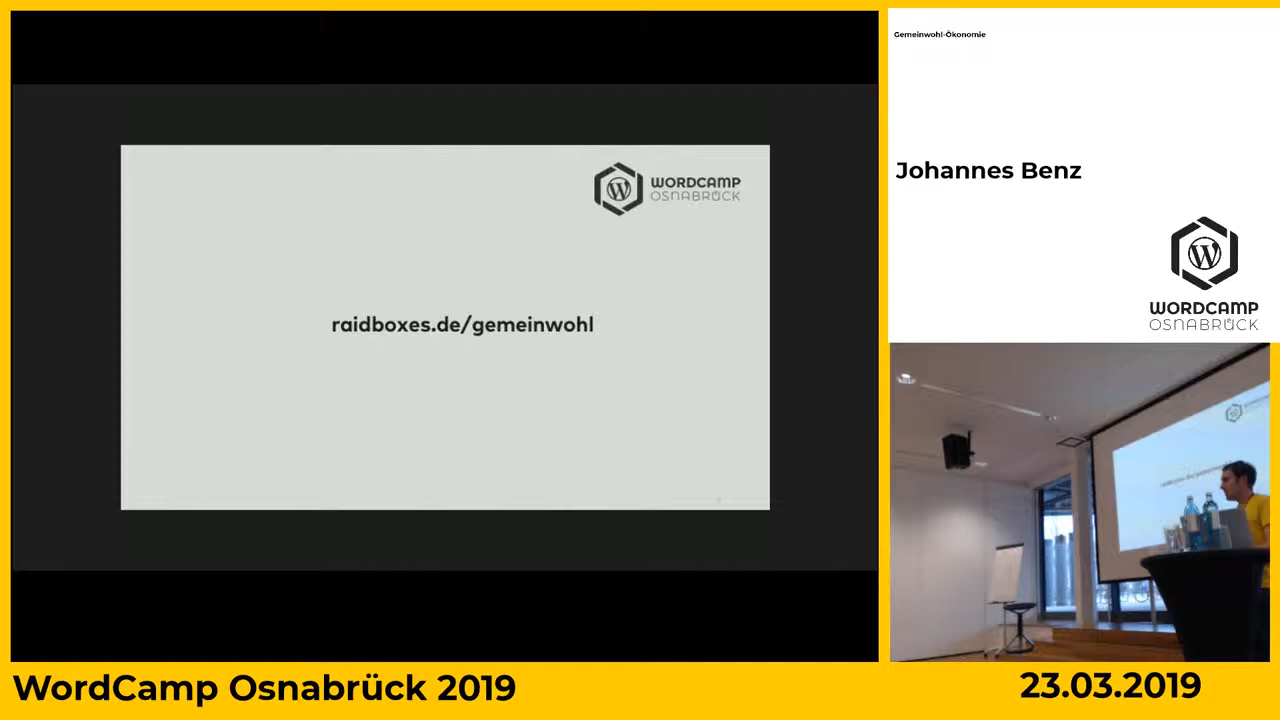 WORDCAMP
OSNABRÜCK
raidboxes.de/gemeinwohl
Gemeinwohl-Ökonomie
Johannes Benz
WORDCAMP
OSNABRÜCK
WordCamp Osnabrück 2019
23.03.2019